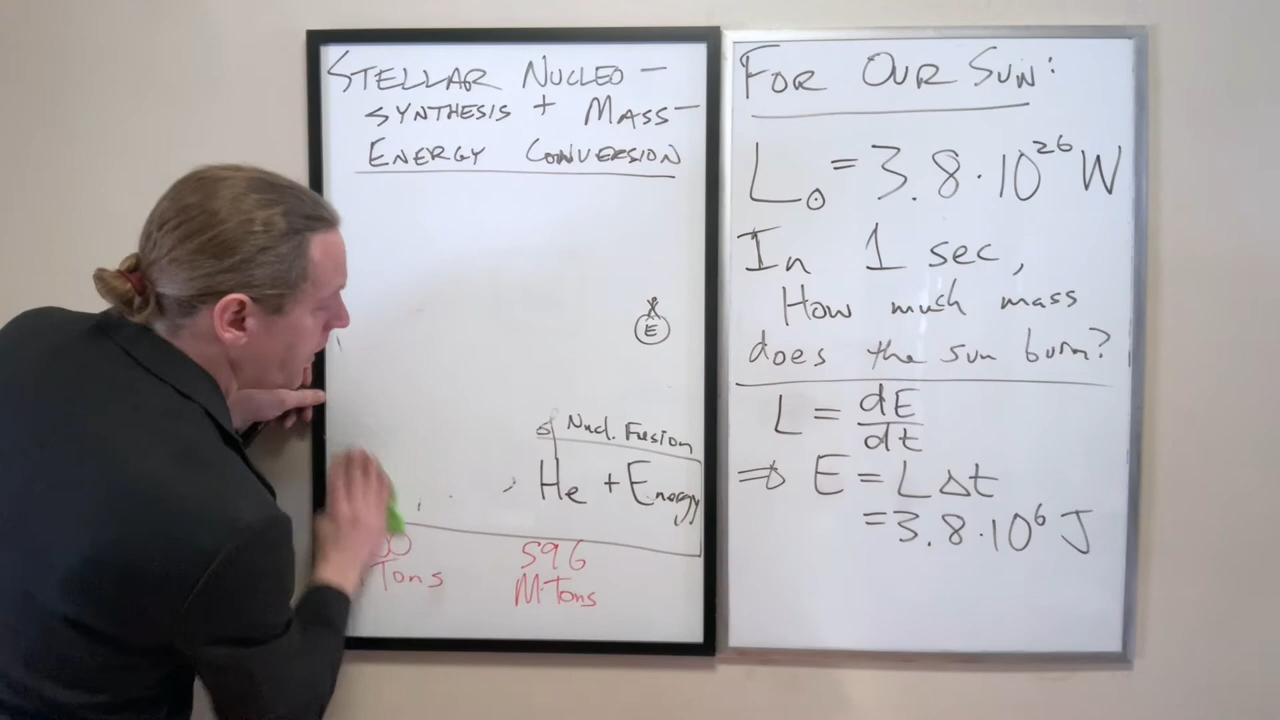 STELLAR NUCLEO-
SYNTHESIS + MASS-
ENERGY CONVERSION
E
Nucl. Fusion
He + Energy
596
Tons
M.Tons
FOR OUR SUN:
L⊙ = 3.8·10²⁶ W
In 1 sec,
How much mass
does the sun burn?
L = dE/dt
⇒ E = L Δt
= 3.8·10⁶ J